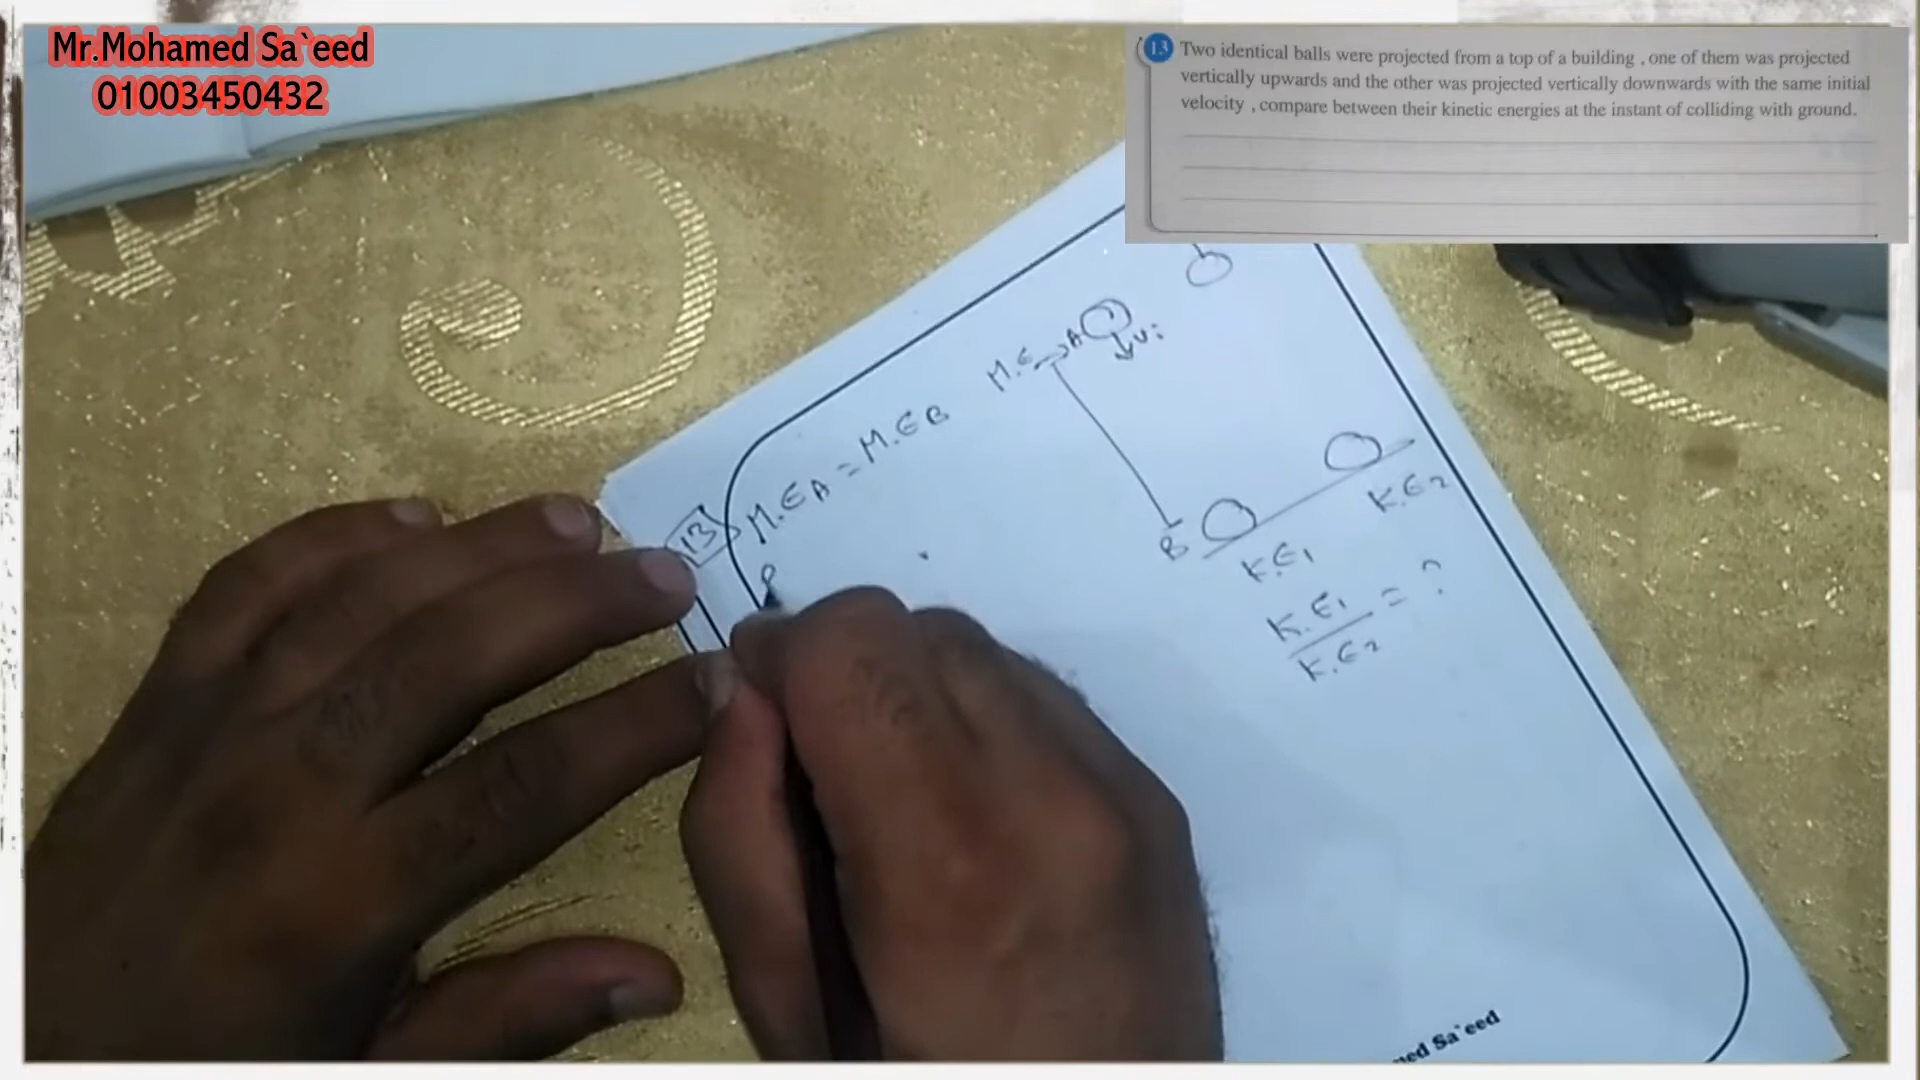 Mr.Mohamed Sa`eed
01003450432
13 Two identical balls were projected from a top of a building , one of them was projected
vertically upwards and the other was projected vertically downwards with the same initial
velocity , compare between their kinetic energies at the instant of colliding with ground.
13 M.EA = M.EB
P
M.E
A
vi
B
K.E1
K.E2
K.E1
K.E2
= ?
ed Sa`eed